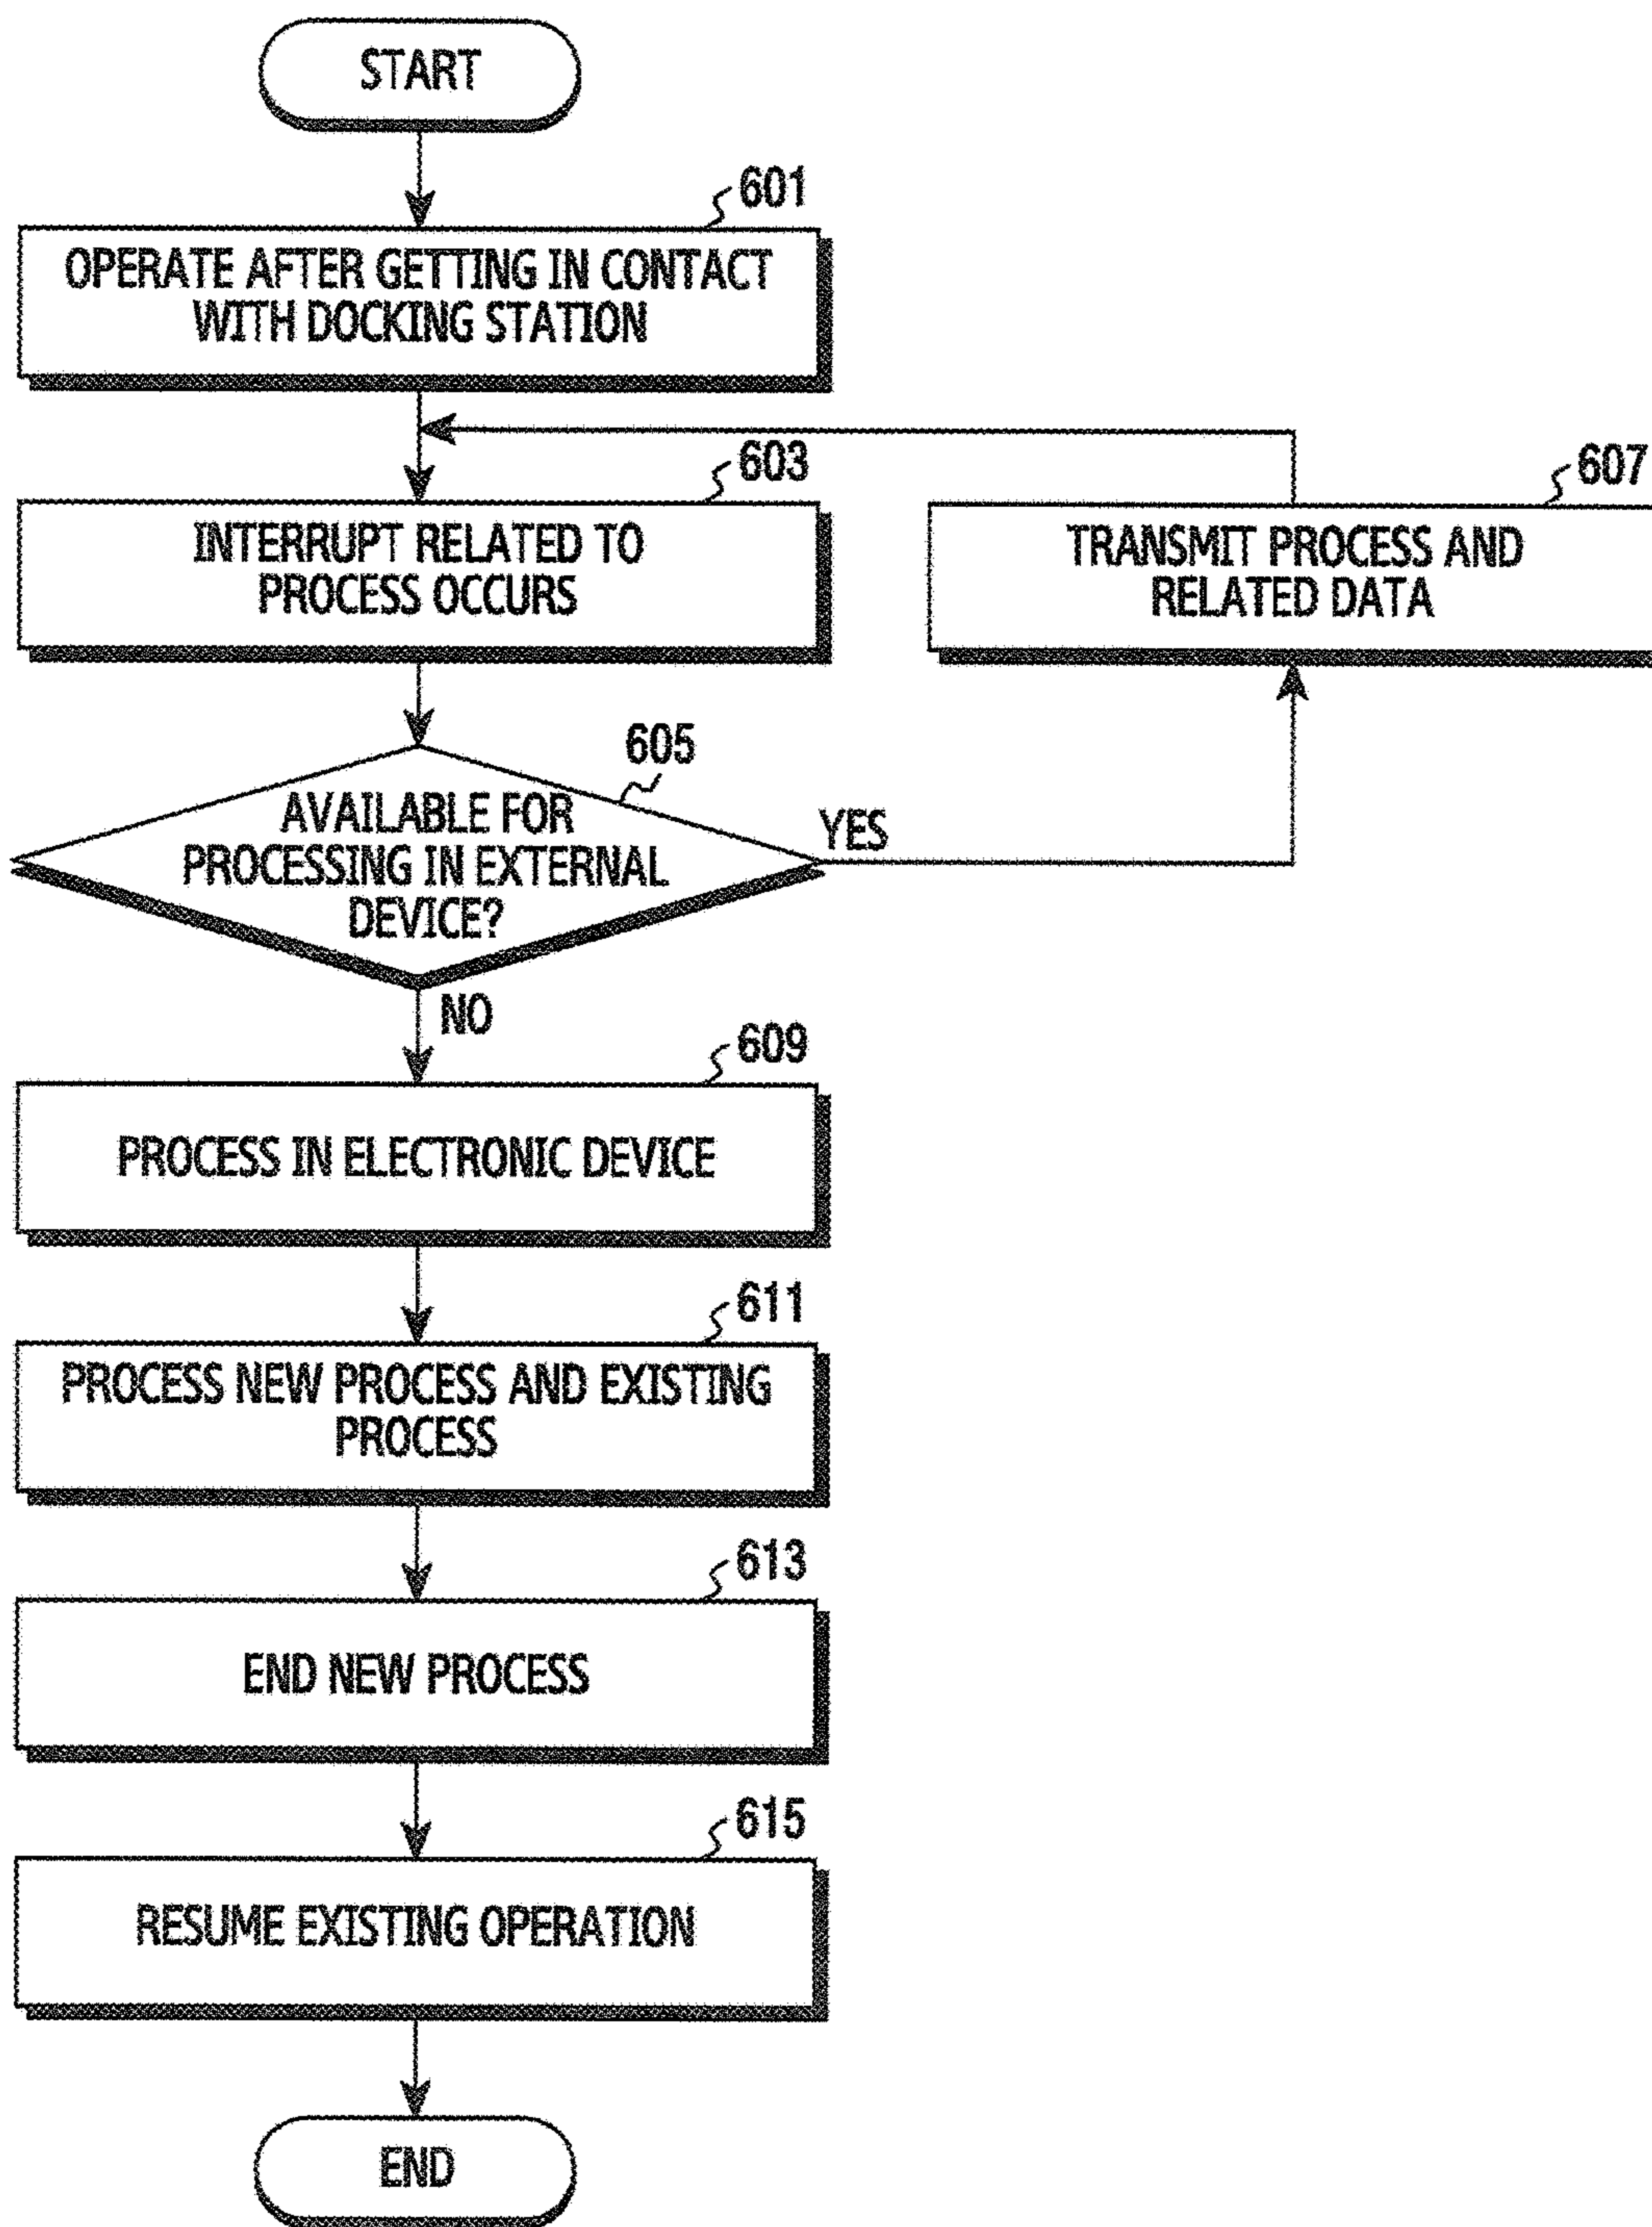 START
601
OPERATE AFTER GETTING IN CONTACT
WITH DOCKING STATION
603
INTERRUPT RELATED TO
PROCESS OCCURS
607
TRANSMIT PROCESS AND
RELATED DATA
605
AVAILABLE FOR
PROCESSING IN EXTERNAL
DEVICE?
YES
NO
609
PROCESS IN ELECTRONIC DEVICE
611
PROCESS NEW PROCESS AND EXISTING
PROCESS
613
END NEW PROCESS
615
RESUME EXISTING OPERATION
END